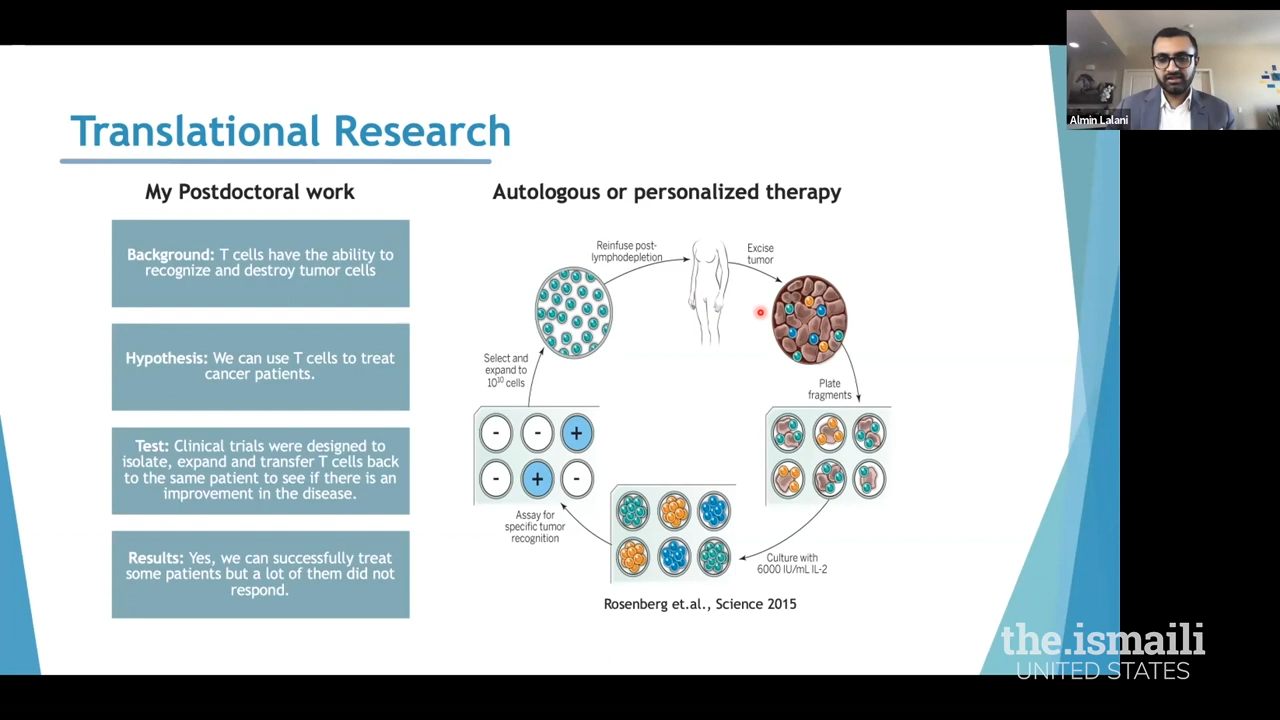 Almin Lalani
Translational Research
My Postdoctoral work
Background: T cells have the ability to
recognize and destroy tumor cells
Hypothesis: We can use T cells to treat
cancer patients.
Test: Clinical trials were designed to
isolate, expand and transfer T cells back
to the same patient to see if there is an
improvement in the disease.
Results: Yes, we can successfully treat
some patients but a lot of them did not
respond.
Autologous or personalized therapy
Reinfuse post-
lymphodepletion
Excise
tumor
Plate
fragments
Culture with
6000 IU/mL IL-2
Assay for
specific tumor
recognition
Select and
expand to
10¹⁰ cells
- - +
- + -
Rosenberg et.al., Science 2015
the.ismaili
UNITED STATES